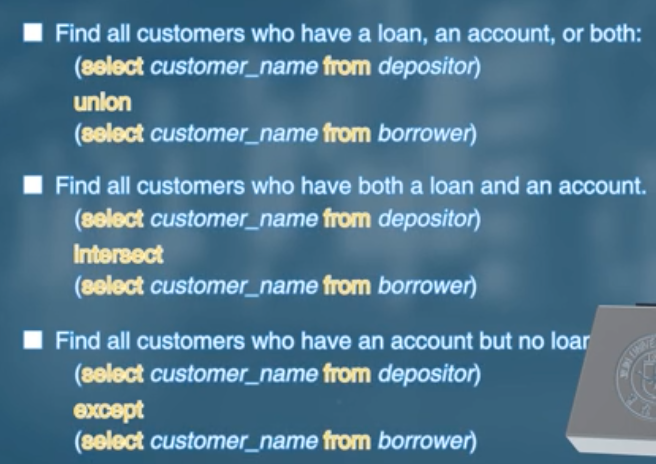 Find all customers who have a loan, an account, or both:
(select customer_name from depositor)
union
(select customer_name from borrower)
Find all customers who have both a loan and an account.
(select customer_name from depositor)
intersect
(select customer_name from borrower)
Find all customers who have an account but no loan
(select customer_name from depositor)
except
(select customer_name from borrower)